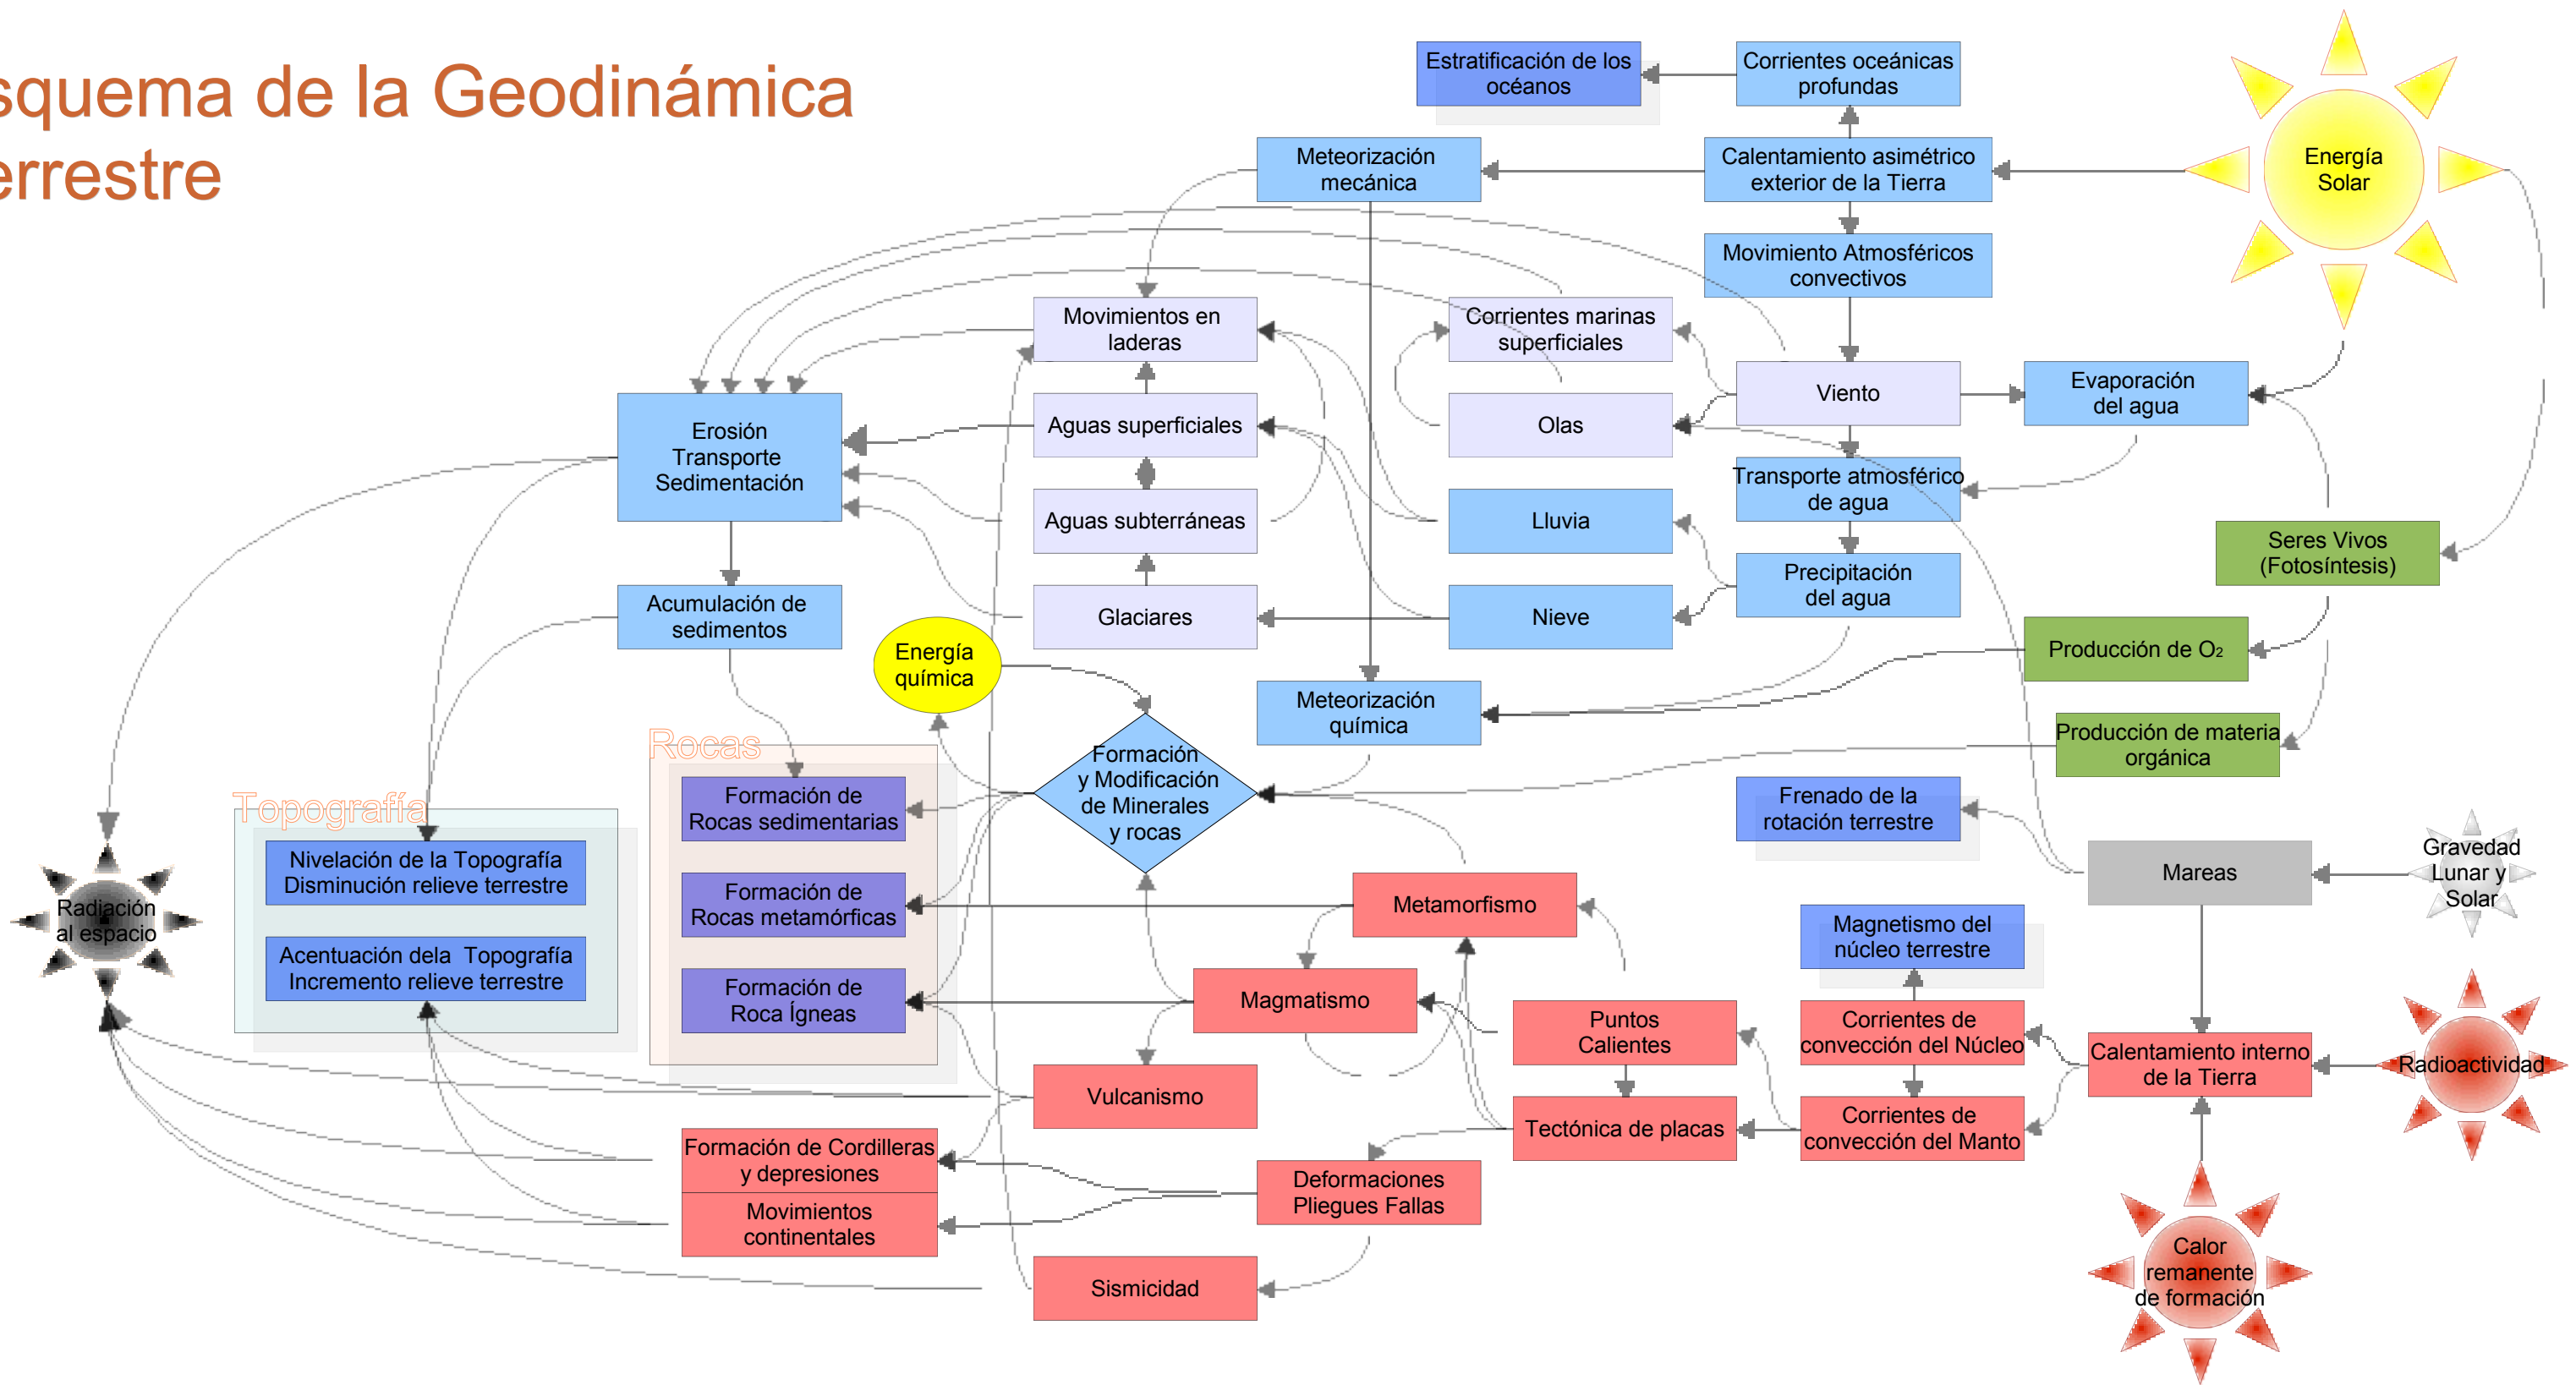 squema de la Geodinámica
errestre
Estratificación de los
océanos
Corrientes oceánicas
profundas
Meteorización
mecánica
Calentamiento asimétrico
exterior de la Tierra
Energía
Solar
Movimiento Atmosféricos
convectivos
Movimientos en
laderas
Corrientes marinas
superficiales
Viento
Evaporación
del agua
Erosión
Transporte
Sedimentación
Aguas superficiales
Olas
Transporte atmosférico
de agua
Aguas subterráneas
Lluvia
Seres Vivos
(Fotosíntesis)
Precipitación
del agua
Acumulación de
sedimentos
Glaciares
Nieve
Energía
química
Producción de O2
Meteorización
química
Producción de materia
orgánica
Rocas
Formación
y Modificación
de Minerales
y rocas
Formación de
Rocas sedimentarias
Frenado de la
rotación terrestre
Topografía
Nivelación de la Topografía
Disminución relieve terrestre
Gravedad
Lunar y
Solar
Mareas
Radiación
al espacio
Formación de
Rocas metamórficas
Metamorfismo
Magnetismo del
núcleo terrestre
Acentuación dela Topografía
Incremento relieve terrestre
Formación de
Roca Ígneas
Magmatismo
Puntos
Calientes
Corrientes de
convección del Núcleo
Calentamiento interno
de la Tierra
Radioactividad
Vulcanismo
Tectónica de placas
Corrientes de
convección del Manto
Formación de Cordilleras
y depresiones
Deformaciones
Pliegues Fallas
Movimientos
continentales
Calor
remanente
de formación
Sismicidad